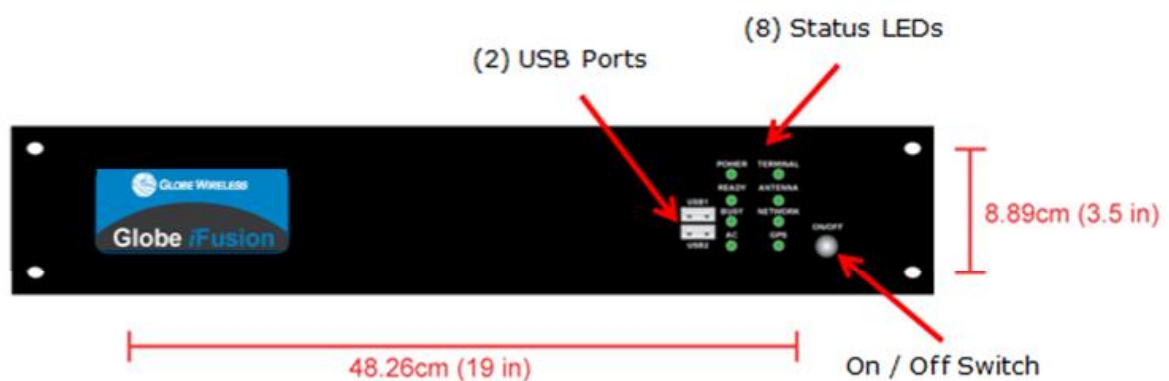 (8) Status LEDs
(2) USB Ports
POWER TERMINAL
READY ANTENNA
USB1
BUSY NETWORK
AC GPS
USB2
ON/OFF
GLOBE WIRELESS
Globe iFusion
8.89cm (3.5 in)
48.26cm (19 in)
On / Off Switch